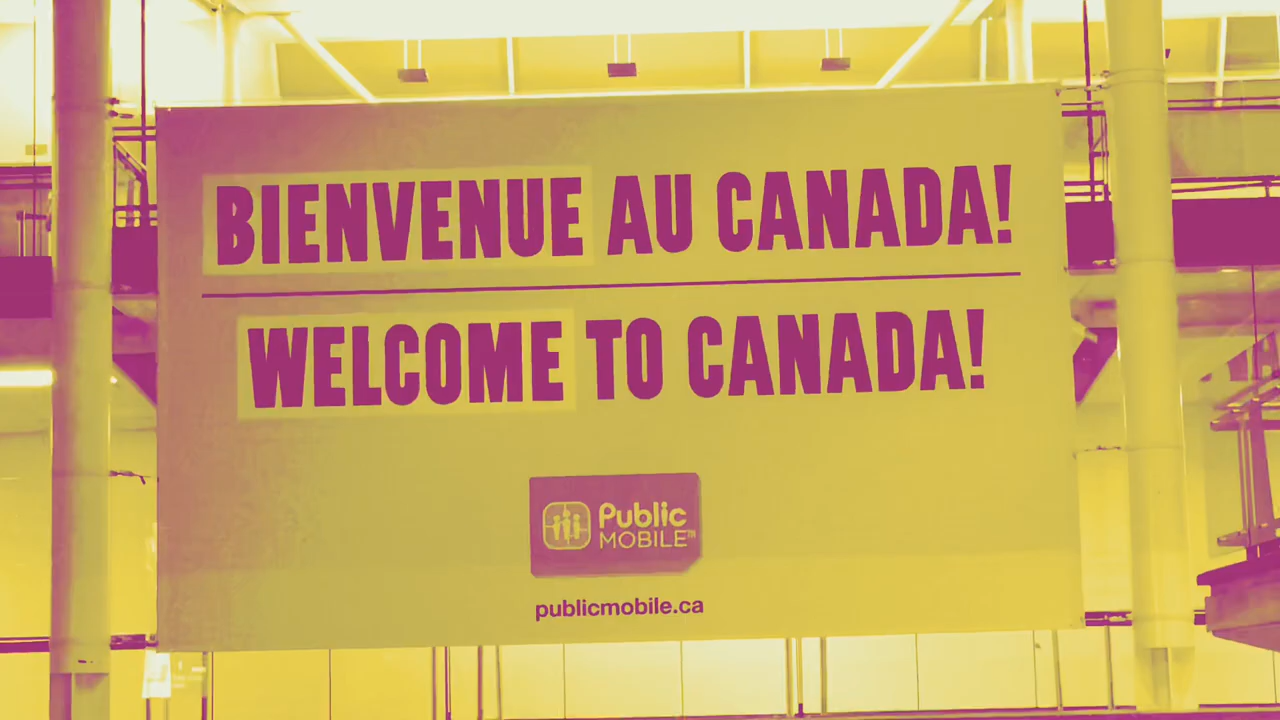 BIENVENUE AU CANADA!
WELCOME TO CANADA!
Public
MOBILE™
publicmobile.ca